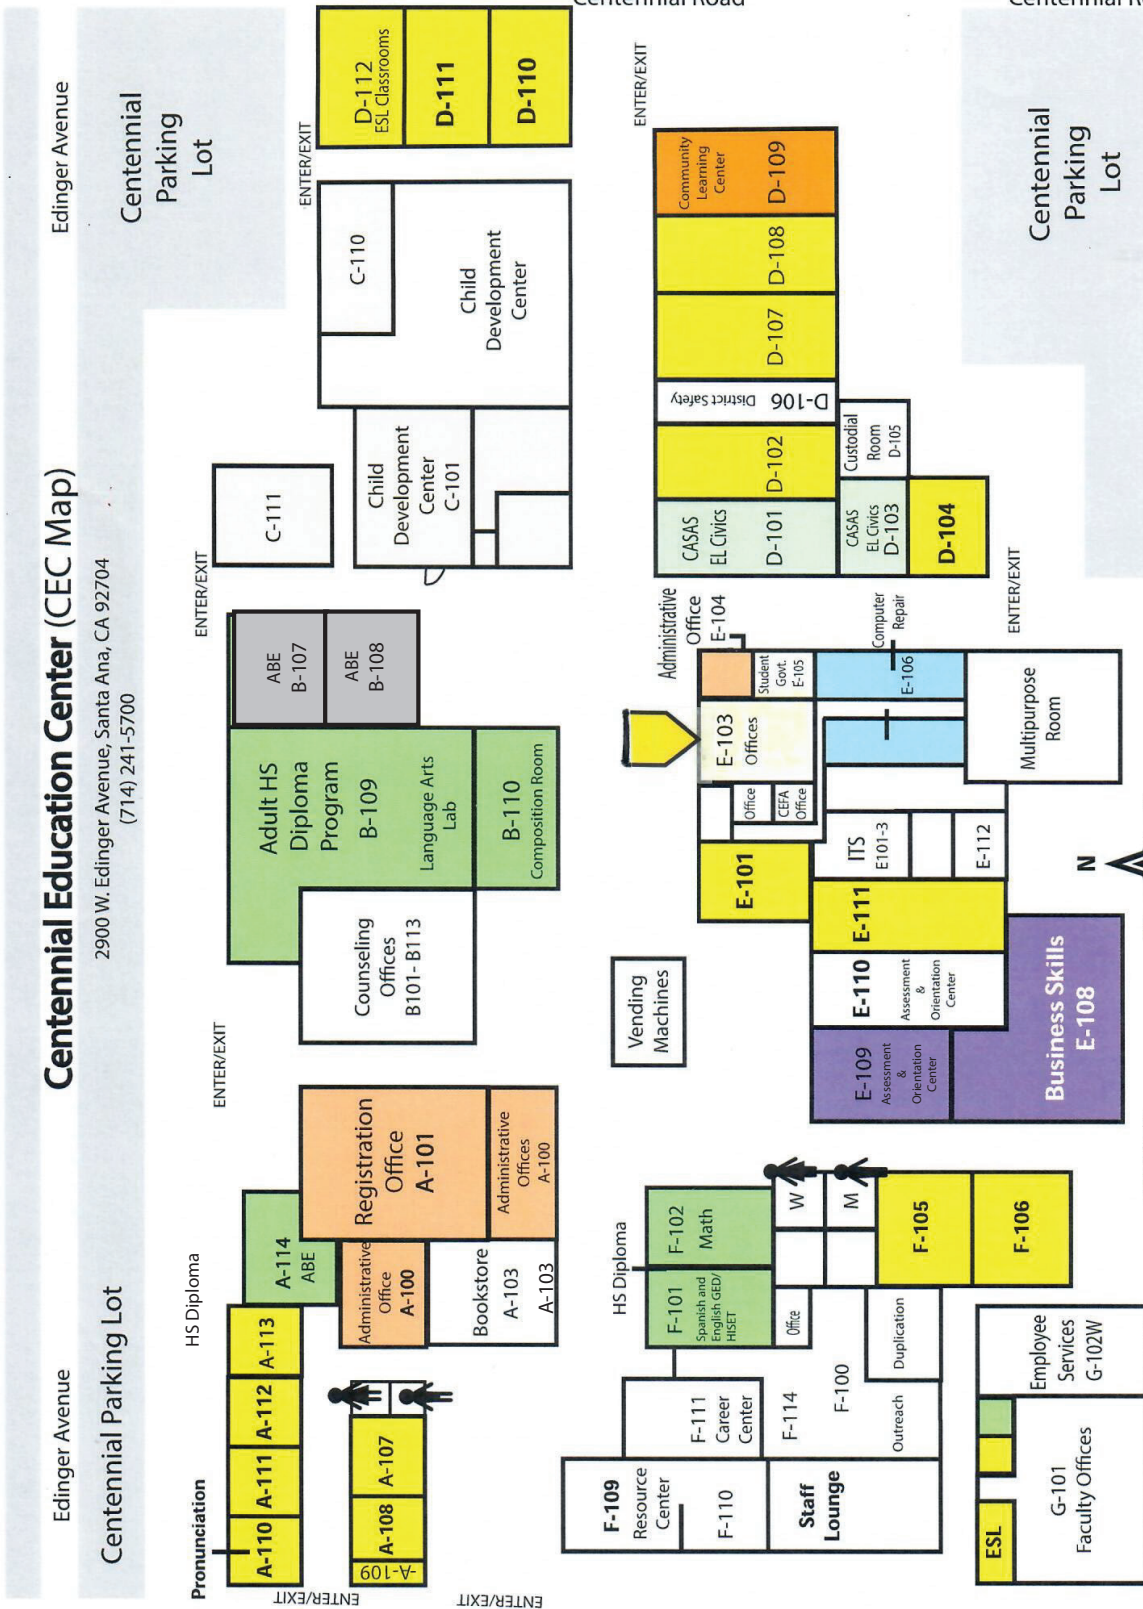 Centennial Road
Centennial R
Edinger Avenue
Edinger Avenue
Centennial Education Center (CEC Map)
2900 W. Edinger Avenue, Santa Ana, CA 92704
(714) 241-5700
Centennial Parking Lot
Centennial
Parking
Lot
Pronunciation
A-110
A-111
A-112
A-113
HS Diploma
A-114
ABE
ENTER/EXIT
Registration
Office
A-101
Administrative
Office
A-100
Administrative
Offices
A-100
Bookstore
A-103
A-103
A-107
A-108
A-109
ENTER/EXIT
ENTER/EXIT
Counseling
Offices
B101- B113
Adult HS
Diploma
Program
B-109
Language Arts
Lab
B-110
Composition Room
ABE
B-107
ABE
B-108
ENTER/EXIT
C-111
Child
Development
Center
C-101
C-110
Child
Development
Center
ENTER/EXIT
D-112
ESL Classrooms
D-111
D-110
ENTER/EXIT
Community
Learning
Center
D-109
D-108
D-107
District Safety
D-106
D-102
CASAS
EL Civics
D-101
Custodial
Room
D-105
CASAS
EL Civics
D-103
D-104
ENTER/EXIT
Centennial
Parking
Lot
Administrative
Office
E-104
Student
Govt.
E-105
Computer
Repair
E-106
E-103
Offices
Office
CEFA
Office
Multipurpose
Room
E-101
ITS
E101-3
E-112
E-111
E-110
Assessment
&
Orientation
Center
E-109
Assessment
&
Orientation
Center
Business Skills
E-108
N
Vending
Machines
HS Diploma
F-101
Spanish and
English GED/
HISET
F-102
Math
W
M
Office
F-105
F-106
Duplication
F-100
F-114
Outreach
F-111
Career
Center
F-109
Resource
Center
F-110
Staff
Lounge
ESL
G-101
Faculty Offices
Employee
Services
G-102W